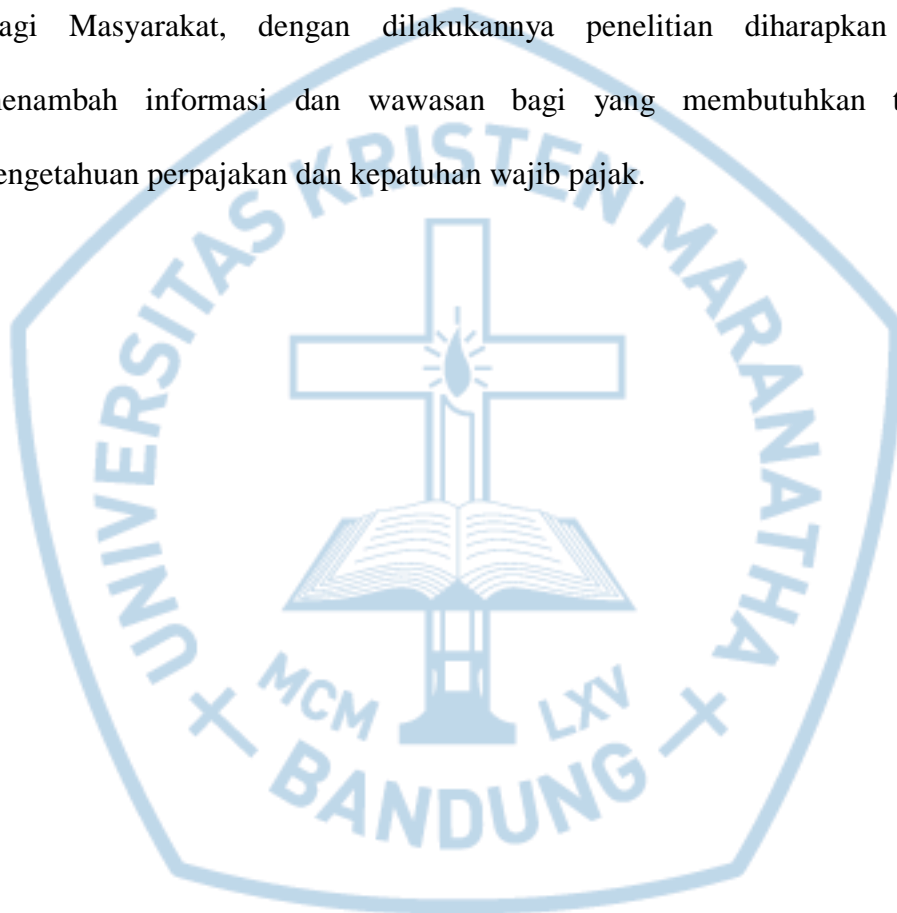 agi Masyarakat, dengan dilakukannya penelitian diharapkan
enambah informasi dan wawasan bagi yang membutuhkan t
engetahuan perpajakan dan kepatuhan wajib pajak.
UNIVERSITAS KRISTEN MARANATHA
MCM LXV
BANDUNG